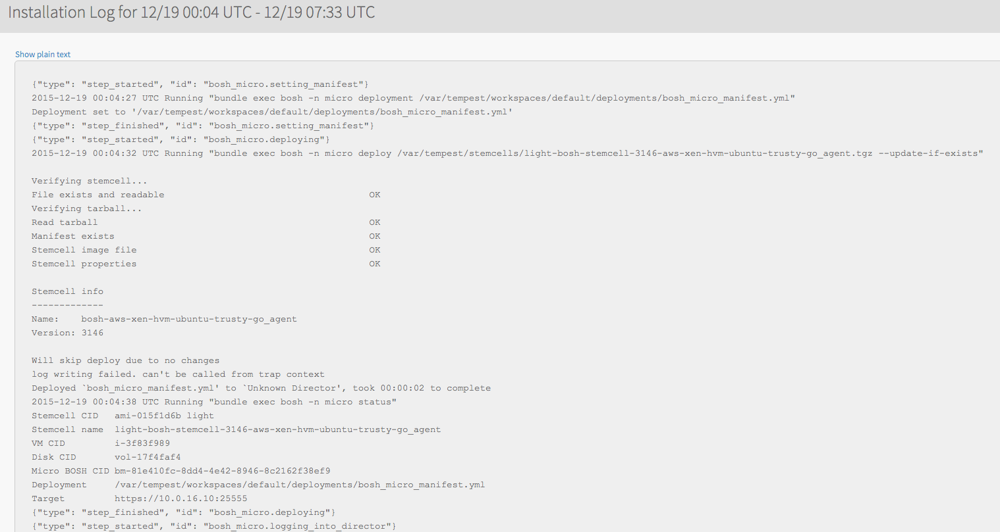 Installation Log for 12/19 00:04 UTC - 12/19 07:33 UTC
Show plain text
{"type": "step_started", "id": "bosh_micro.setting_manifest"}
2015-12-19 00:04:27 UTC Running "bundle exec bosh -n micro deployment /var/tempest/workspaces/default/deployments/bosh_micro_manifest.yml"
Deployment set to '/var/tempest/workspaces/default/deployments/bosh_micro_manifest.yml'
{"type": "step_finished", "id": "bosh_micro.setting_manifest"}
{"type": "step_started", "id": "bosh_micro.deploying"}
2015-12-19 00:04:32 UTC Running "bundle exec bosh -n micro deploy /var/tempest/stemcells/light-bosh-stemcell-3146-aws-xen-hvm-ubuntu-trusty-go_agent.tgz --update-if-exists"
Verifying stemcell...
File exists and readable OK
Verifying tarball...
Read tarball OK
Manifest exists OK
Stemcell image file OK
Stemcell properties OK
Stemcell info
-------------
Name: bosh-aws-xen-hvm-ubuntu-trusty-go_agent
Version: 3146
Will skip deploy due to no changes
log writing failed. can't be called from trap context
Deployed `bosh_micro_manifest.yml' to `Unknown Director', took 00:00:02 to complete
2015-12-19 00:04:38 UTC Running "bundle exec bosh -n micro status"
Stemcell CID ami-015f1d6b light
Stemcell name light-bosh-stemcell-3146-aws-xen-hvm-ubuntu-trusty-go_agent
VM CID i-3f83f989
Disk CID vol-17f4faf4
Micro BOSH CID bm-81e410fc-8dd4-4e42-8946-8c2162f38ef9
Deployment /var/tempest/workspaces/default/deployments/bosh_micro_manifest.yml
Target https://10.0.16.10:25555
{"type": "step_finished", "id": "bosh_micro.deploying"}
{"type": "step_started", "id": "bosh_micro.logging_into_director"}